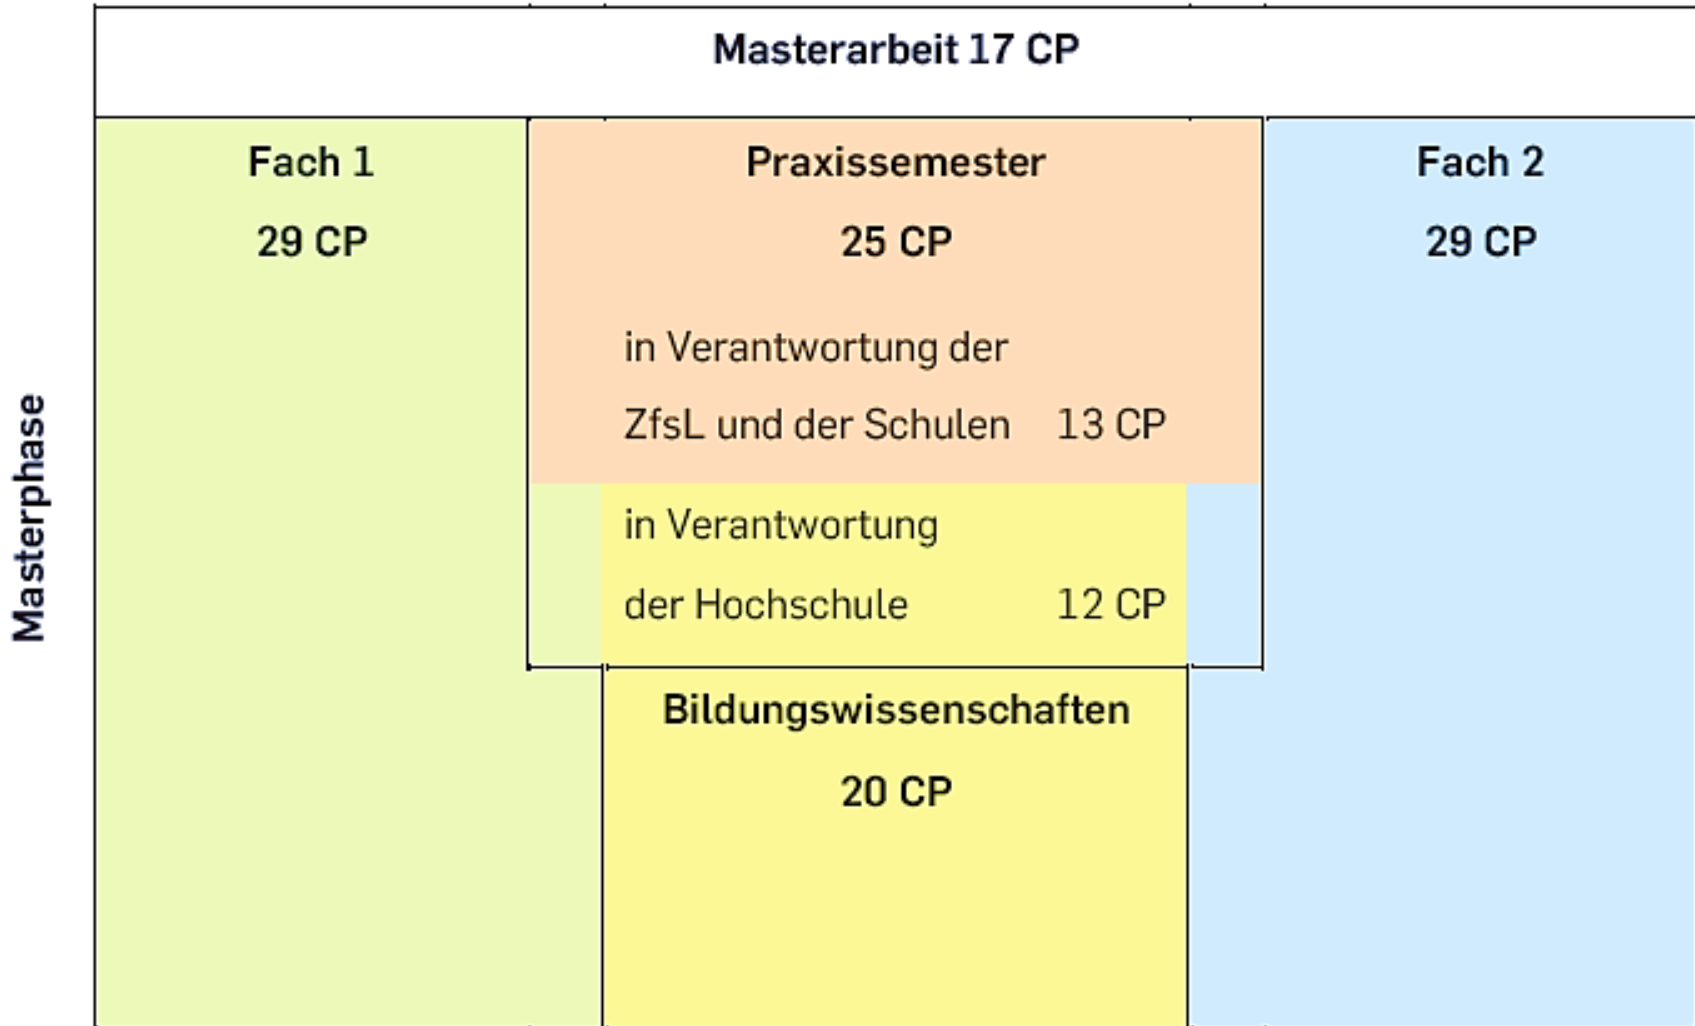 Masterarbeit 17 CP
Masterphase
Fach 1
29 CP
Praxissemester
25 CP
in Verantwortung der
ZfsL und der Schulen 13 CP
in Verantwortung
der Hochschule 12 CP
Fach 2
29 CP
Bildungswissenschaften
20 CP